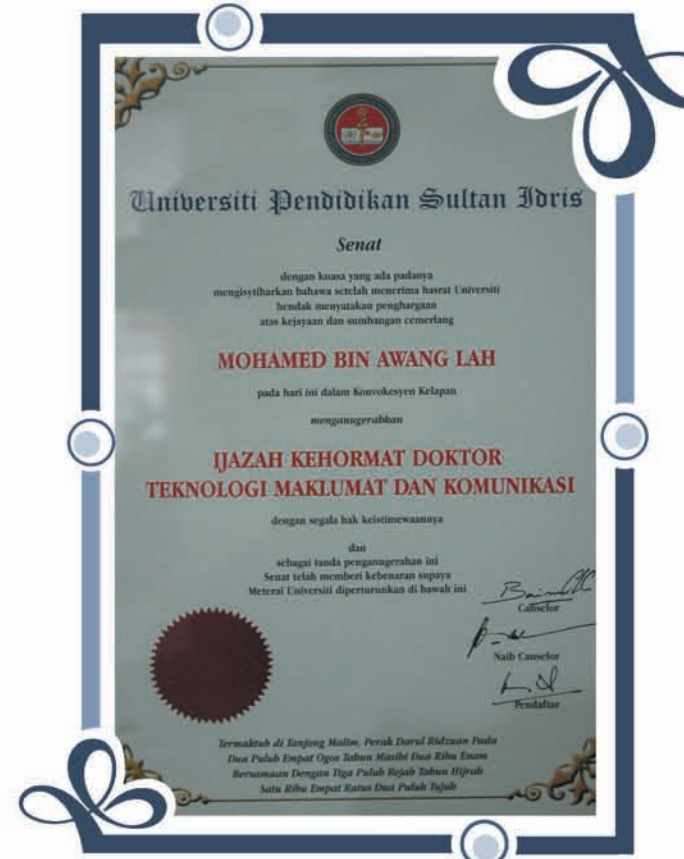 Universiti Pendidikan Sultan Idris
Senat
dengan kuasa yang ada padanya
mengisytiharkan bahawa setelah menerima hasrat Universiti
hendak menyatakan penghargaan
atas kejayaan dan sumbangan cemerlang
MOHAMED BIN AWANG LAH
pada hari ini dalam Konvokesyen Kelapan
menganugerahkan
IJAZAH KEHORMAT DOKTOR
TEKNOLOGI MAKLUMAT DAN KOMUNIKASI
dengan segala hak keistimewaannya
dan
sebagai tanda penganugerahan ini
Senat telah memberi kebenaran supaya
Meterai Universiti diperturunkan di bawah ini
Canselor
Naib Canselor
Pendaftar
Termaktub di Tanjong Malim, Perak Darul Ridzuan Pada
Dua Puluh Empat Ogos Tahun Masihi Dua Ribu Enam
Bersamaan Dengan Tiga Puluh Rejab Tahun Hijrah
Satu Ribu Empat Ratus Dua Puluh Tujuh